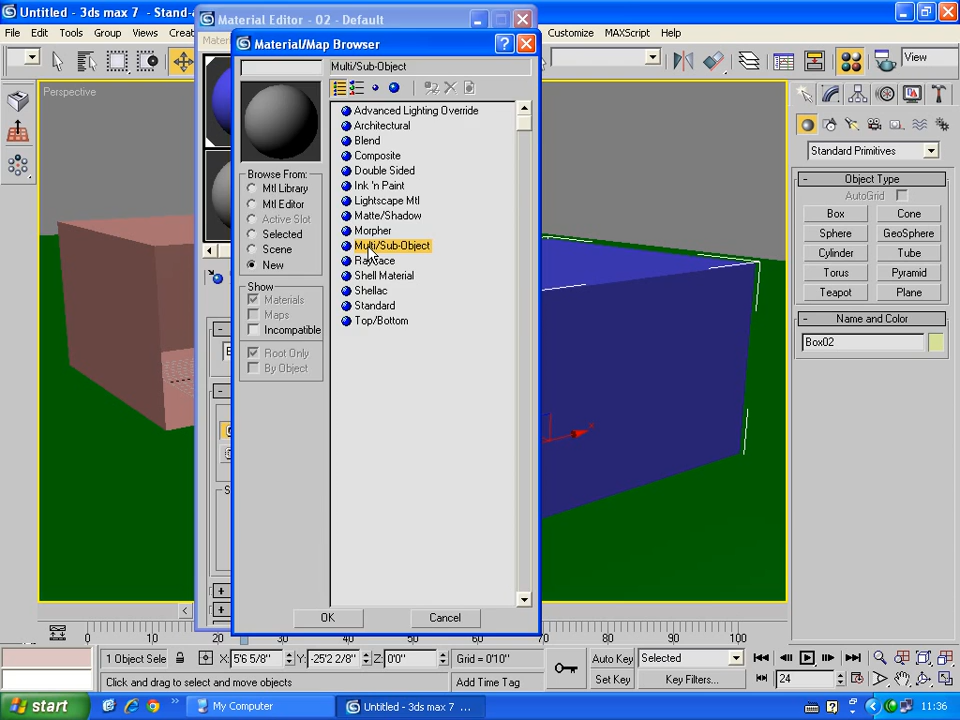 Untitled - 3ds max 7 - Stand-
Material Editor - 02 - Default
File Edit Tools Group Views
Customize MAXScript Help
Material/Map Browser
Multi/Sub-Object
View
Perspective
Advanced Lighting Override
Architectural
Blend
Composite
Double Sided
Ink 'n Paint
Lightscape Mtl
Matte/Shadow
Morpher
Multi/Sub-Object
Raytrace
Shell Material
Shellac
Standard
Top/Bottom
Browse From:
Mtl Library
Mtl Editor
Active Slot
Selected
Scene
New
Show
Materials
Maps
Incompatible
Root Only
By Object
OK
Cancel
Standard Primitives
- Object Type
AutoGrid
Box Cone
Sphere GeoSphere
Cylinder Tube
Torus Pyramid
Teapot Plane
- Name and Color
Box02
x
0 10 20 30 70 80 90 100
1 Object Sele X: 5'6 5/8" Y: -25'2 2/8" Z: 0'0" Grid = 0'10" Auto Key Selected
Click and drag to select and move objects Add Time Tag Set Key Key Filters... 24
start My Computer Untitled - 3ds max 7 ... 11:36